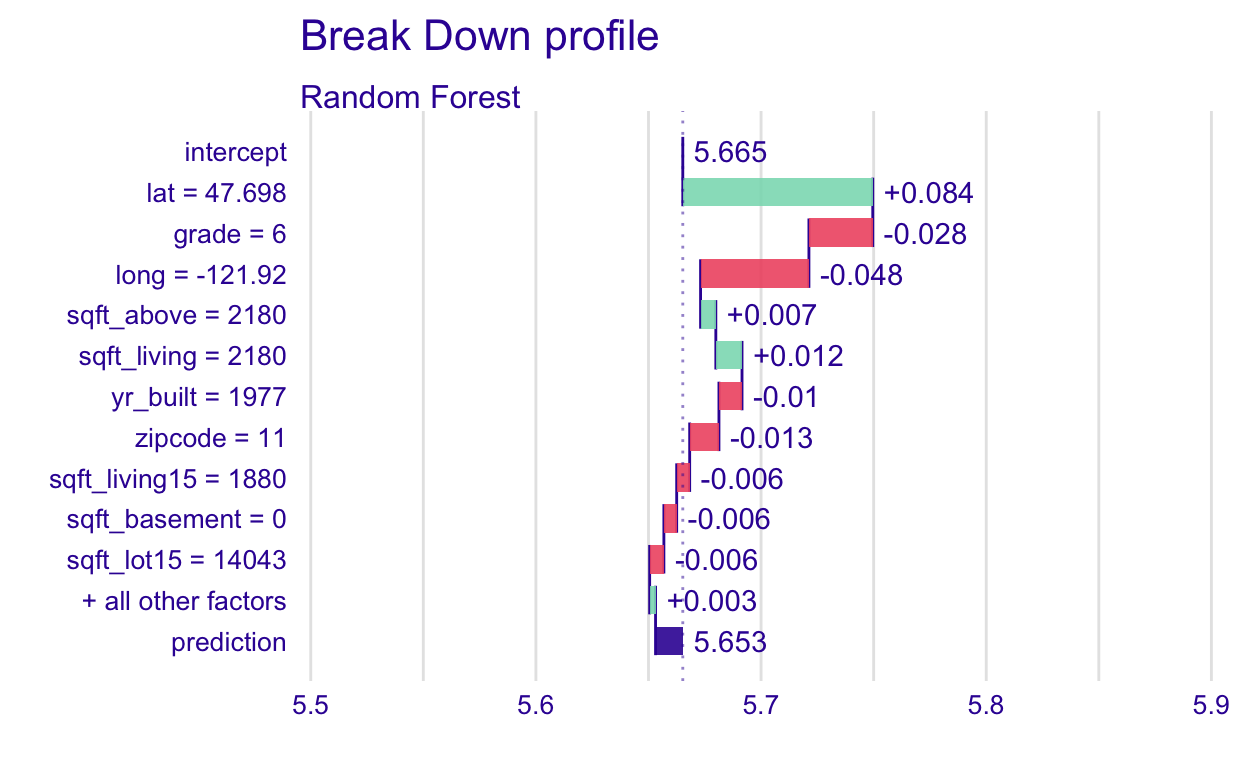 Break Down profile
Random Forest
intercept 5.665
lat = 47.698 +0.084
grade = 6 -0.028
long = -121.92 -0.048
sqft_above = 2180 +0.007
sqft_living = 2180 +0.012
yr_built = 1977 -0.01
zipcode = 11 -0.013
sqft_living15 = 1880 -0.006
sqft_basement = 0 -0.006
sqft_lot15 = 14043 -0.006
+ all other factors +0.003
prediction 5.653
5.5 5.6 5.7 5.8 5.9